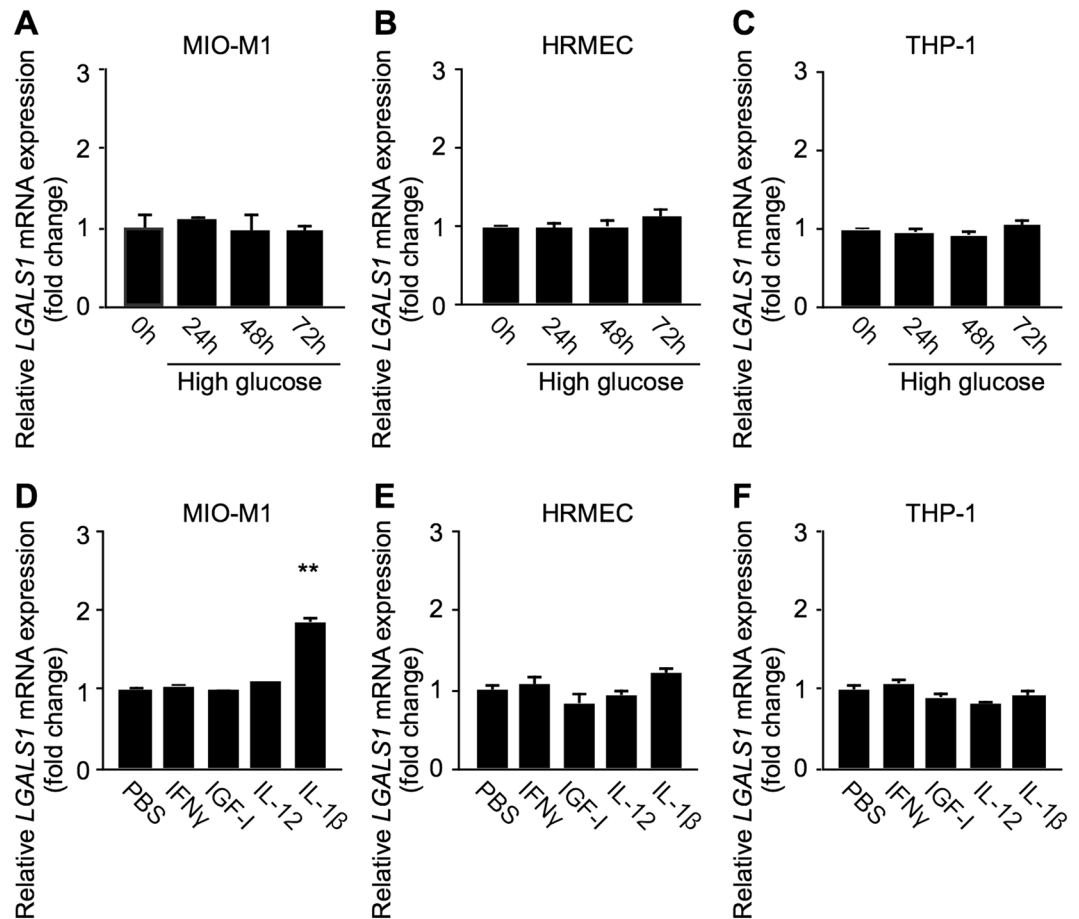 A
MIO-M1
Relative LGALS1 mRNA expression
(fold change)
3
2
1
0
0h
24h
48h
72h
High glucose
B
HRMEC
Relative LGALS1 mRNA expression
(fold change)
3
2
1
0
0h
24h
48h
72h
High glucose
C
THP-1
Relative LGALS1 mRNA expression
(fold change)
3
2
1
0
0h
24h
48h
72h
High glucose
D
MIO-M1
Relative LGALS1 mRNA expression
(fold change)
3
2
1
0
**
PBS
IFNγ
IGF-I
IL-12
IL-1β
E
HRMEC
Relative LGALS1 mRNA expression
(fold change)
3
2
1
0
PBS
IFNγ
IGF-I
IL-12
IL-1β
F
THP-1
Relative LGALS1 mRNA expression
(fold change)
3
2
1
0
PBS
IFNγ
IGF-I
IL-12
IL-1β